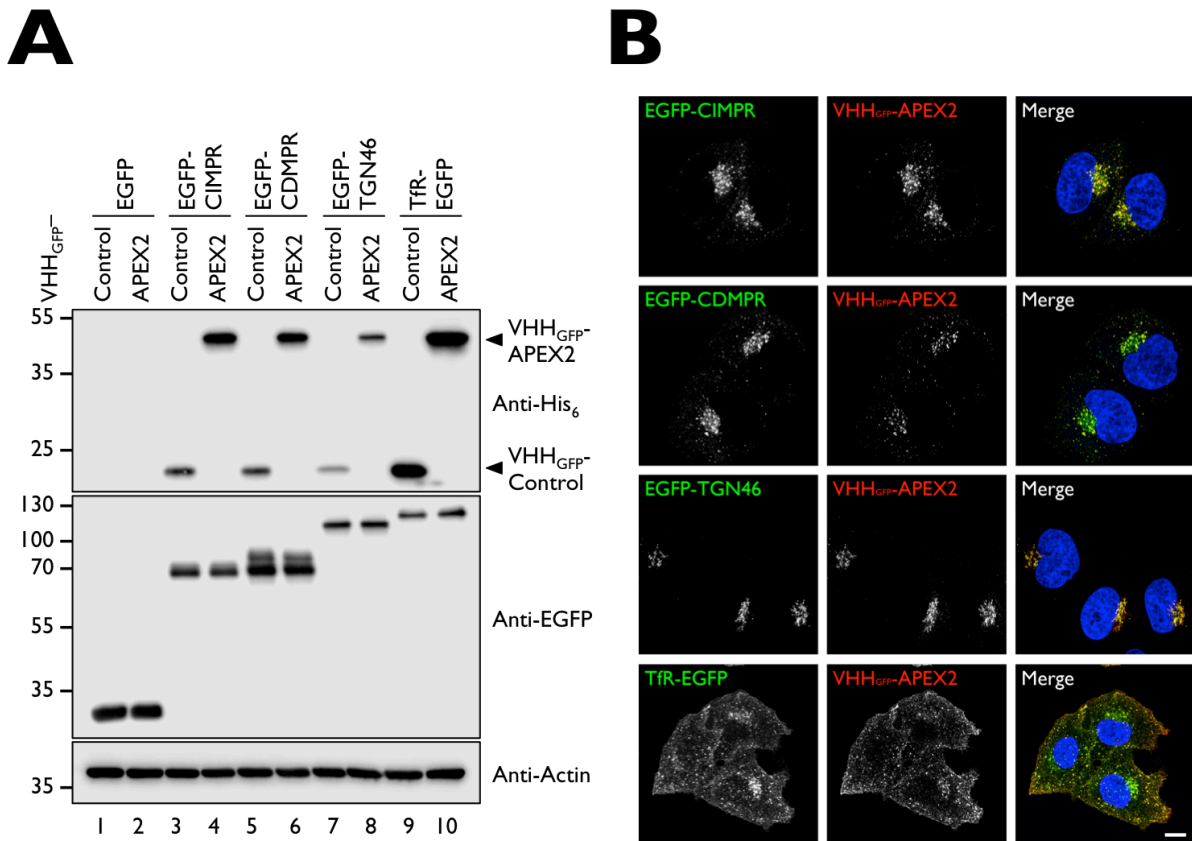 A
B
VHHGFP–
EGFP
EGFP-
CIMPR
EGFP-
CDMPR
EGFP-
TGN46
TfR-
EGFP
Control
APEX2
Control
APEX2
Control
APEX2
Control
APEX2
Control
APEX2
55
35
25
VHHGFP-
APEX2
Anti-His6
VHHGFP-
Control
130
100
70
55
35
Anti-EGFP
35
Anti-Actin
1 2 3 4 5 6 7 8 9 10
EGFP-CIMPR
VHHGFP-APEX2
Merge
EGFP-CDMPR
VHHGFP-APEX2
Merge
EGFP-TGN46
VHHGFP-APEX2
Merge
TfR-EGFP
VHHGFP-APEX2
Merge